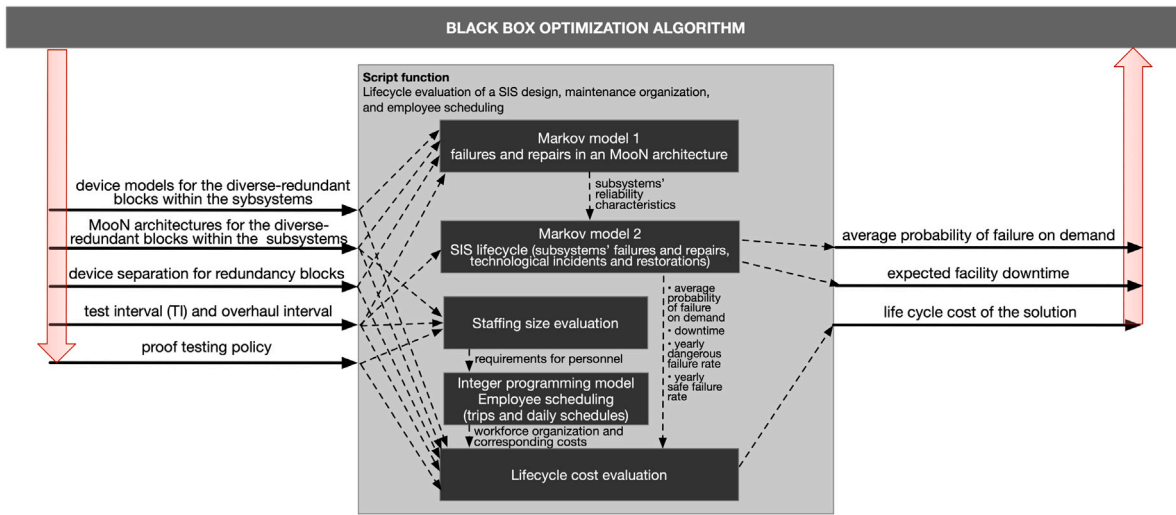 BLACK BOX OPTIMIZATION ALGORITHM
Script function
Lifecycle evaluation of a SIS design, maintenance organization,
and employee scheduling
Markov model 1
failures and repairs in an MooN architecture
device models for the diverse-redundant
blocks within the sybsystems
MooN architectures for the diverse-
redundant blocks within the subsystems
device separation for redundancy blocks
test interval (TI) and overhaul interval
proof testing policy
subsystems'
reliability
characteristics
Markov model 2
SIS lifecycle (subsystems' failures and repairs,
technological incidents and restorations)
average probability of failure on demand
expected facility downtime
life cycle cost of the solution
• average
probability
of failure
on demand
• downtime
• yearly
dangerous
failure rate
• yearly
safe failure
rate
Staffing size evaluation
requirements for personnel
Integer programming model
Employee scheduling
(trips and daily schedules)
workforce organization and
corresponding costs
Lifecycle cost evaluation